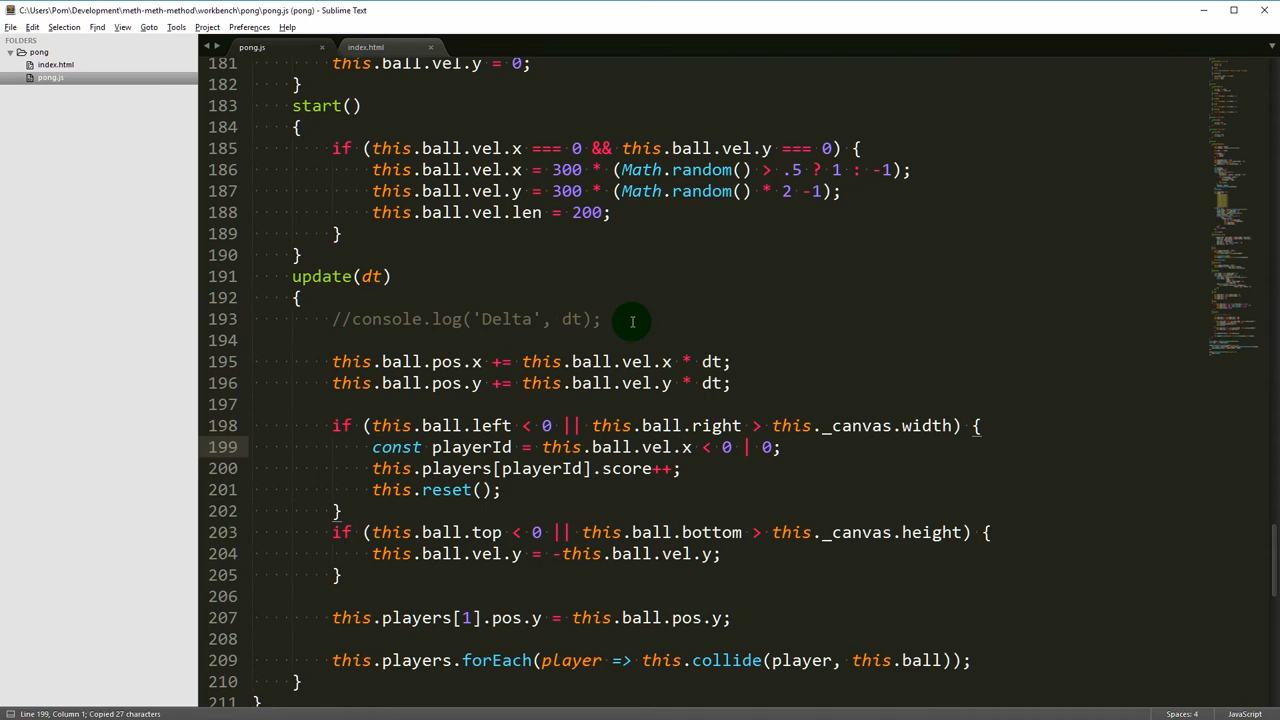 C:\Users\Pom\Development\meth-meth-method\workbench\pong\pong.js (pong) - Sublime Text
File Edit Selection Find View Goto Tools Project Preferences Help
FOLDERS
pong
index.html
pong.js
pong.js
index.html
181 this.ball.vel.y = 0;
182 }
183 start()
184 {
185 if (this.ball.vel.x === 0 && this.ball.vel.y === 0) {
186 this.ball.vel.x = 300 * (Math.random() > .5 ? 1 : -1);
187 this.ball.vel.y = 300 * (Math.random() * 2 -1);
188 this.ball.vel.len = 200;
189 }
190 }
191 update(dt)
192 {
193 //console.log('Delta', dt);
194
195 this.ball.pos.x += this.ball.vel.x * dt;
196 this.ball.pos.y += this.ball.vel.y * dt;
197
198 if (this.ball.left < 0 || this.ball.right > this._canvas.width) {
199 const playerId = this.ball.vel.x < 0 | 0;
200 this.players[playerId].score++;
201 this.reset();
202 }
203 if (this.ball.top < 0 || this.ball.bottom > this._canvas.height) {
204 this.ball.vel.y = -this.ball.vel.y;
205 }
206
207 this.players[1].pos.y = this.ball.pos.y;
208
209 this.players.forEach(player => this.collide(player, this.ball));
210 }
211 }
Line 199, Column 1; Copied 27 characters
Spaces: 4
JavaScript